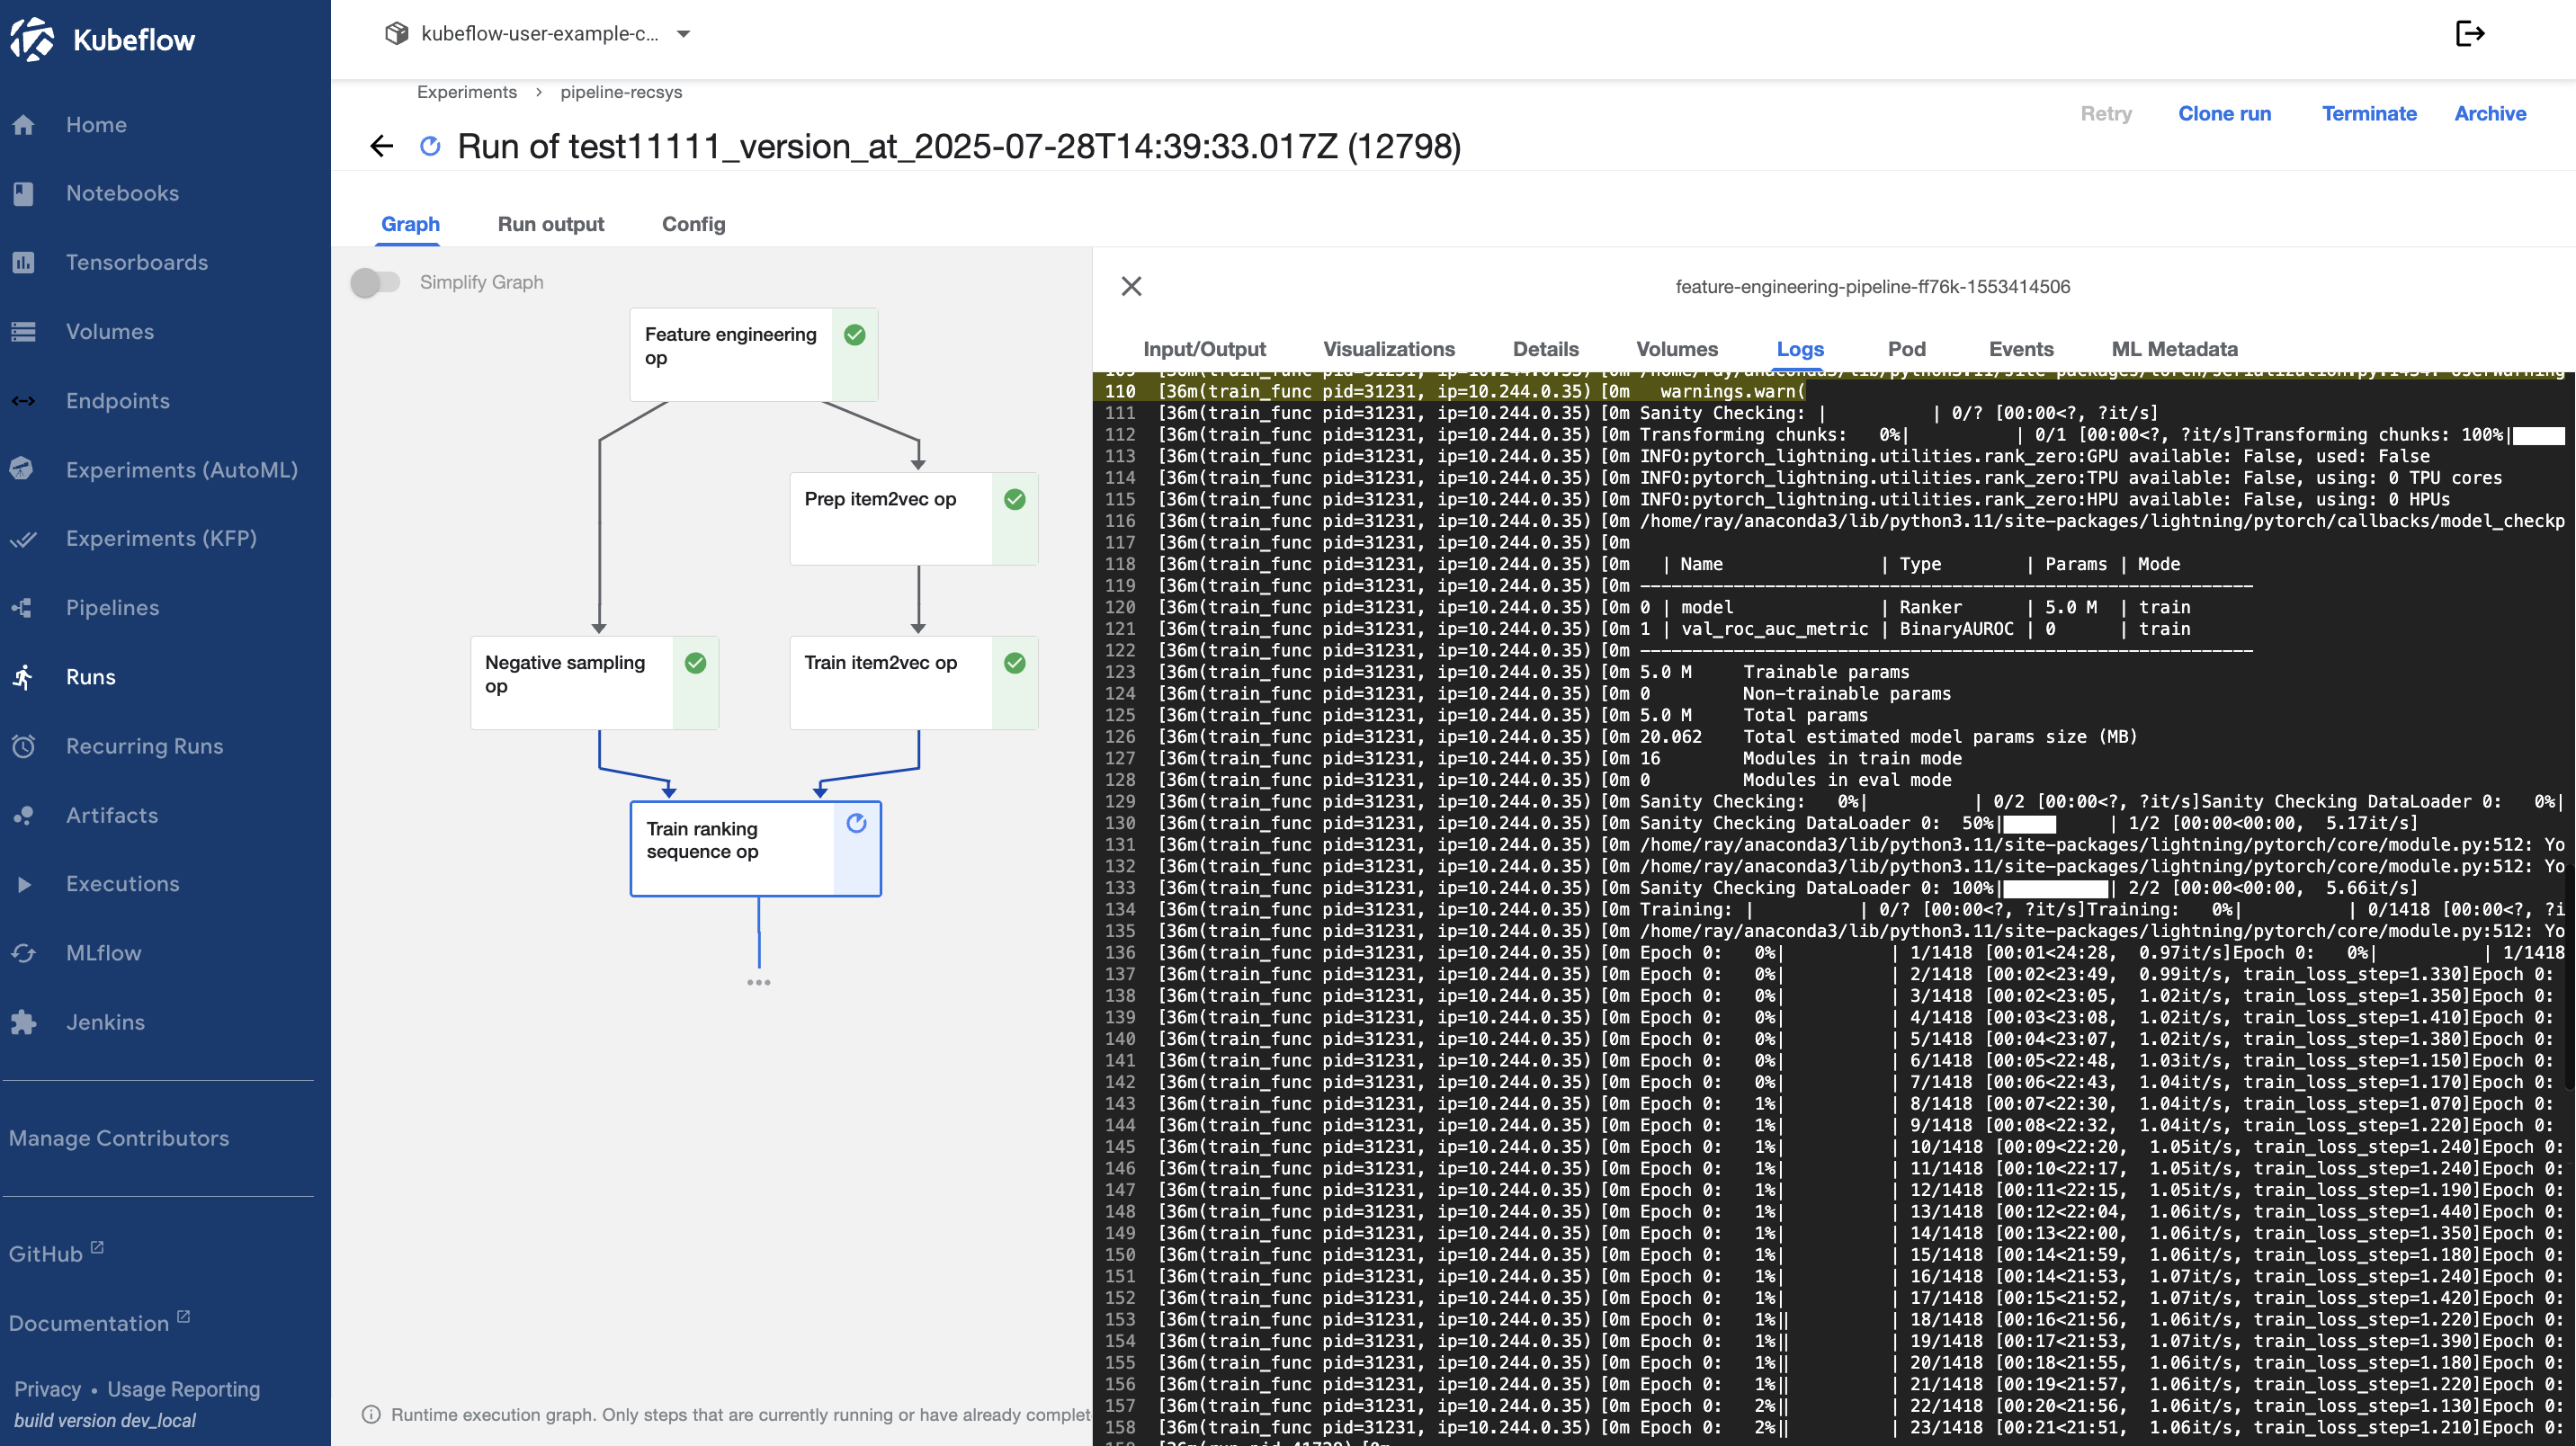 Kubeflow
Home
Notebooks
Tensorboards
Volumes
Endpoints
Experiments (AutoML)
Experiments (KFP)
Pipelines
Runs
Recurring Runs
Artifacts
Executions
MLflow
Jenkins
Manage Contributors
GitHub
Documentation
Privacy • Usage Reporting
build version dev_local
kubeflow-user-example-c...
Experiments > pipeline-recsys
Run of test11111_version_at_2025-07-28T14:39:33.017Z (12798)
Retry Clone run Terminate Archive
Graph Run output Config
Simplify Graph
Feature engineering
op
Prep item2vec op
Negative sampling
op
Train item2vec op
Train ranking
sequence op
Runtime execution graph. Only steps that are currently running or have already complet
feature-engineering-pipeline-ff76k-1553414506
Input/Output Visualizations Details Volumes Logs Pod Events ML Metadata
110 [36m(train_func pid=31231, ip=10.244.0.35) [0m   warnings.warn(
111 [36m(train_func pid=31231, ip=10.244.0.35) [0m Sanity Checking: |          | 0/? [00:00<?, ?it/s]
112 [36m(train_func pid=31231, ip=10.244.0.35) [0m Transforming chunks:   0%|          | 0/1 [00:00<?, ?it/s]Transforming chunks: 100%|
113 [36m(train_func pid=31231, ip=10.244.0.35) [0m INFO:pytorch_lightning.utilities.rank_zero:GPU available: False, used: False
114 [36m(train_func pid=31231, ip=10.244.0.35) [0m INFO:pytorch_lightning.utilities.rank_zero:TPU available: False, using: 0 TPU cores
115 [36m(train_func pid=31231, ip=10.244.0.35) [0m INFO:pytorch_lightning.utilities.rank_zero:HPU available: False, using: 0 HPUs
116 [36m(train_func pid=31231, ip=10.244.0.35) [0m /home/ray/anaconda3/lib/python3.11/site-packages/lightning/pytorch/callbacks/model_checkp
117 [36m(train_func pid=31231, ip=10.244.0.35) [0m
118 [36m(train_func pid=31231, ip=10.244.0.35) [0m   | Name               | Type        | Params | Mode
119 [36m(train_func pid=31231, ip=10.244.0.35) [0m -----------------------------------------------------------
120 [36m(train_func pid=31231, ip=10.244.0.35) [0m 0 | model              | Ranker      | 5.0 M  | train
121 [36m(train_func pid=31231, ip=10.244.0.35) [0m 1 | val_roc_auc_metric | BinaryAUROC | 0      | train
122 [36m(train_func pid=31231, ip=10.244.0.35) [0m -----------------------------------------------------------
123 [36m(train_func pid=31231, ip=10.244.0.35) [0m 5.0 M     Trainable params
124 [36m(train_func pid=31231, ip=10.244.0.35) [0m 0         Non-trainable params
125 [36m(train_func pid=31231, ip=10.244.0.35) [0m 5.0 M     Total params
126 [36m(train_func pid=31231, ip=10.244.0.35) [0m 20.062    Total estimated model params size (MB)
127 [36m(train_func pid=31231, ip=10.244.0.35) [0m 16        Modules in train mode
128 [36m(train_func pid=31231, ip=10.244.0.35) [0m 0         Modules in eval mode
129 [36m(train_func pid=31231, ip=10.244.0.35) [0m Sanity Checking:   0%|          | 0/2 [00:00<?, ?it/s]Sanity Checking DataLoader 0:   0%|
130 [36m(train_func pid=31231, ip=10.244.0.35) [0m Sanity Checking DataLoader 0:  50%|     | 1/2 [00:00<00:00,  5.17it/s]
131 [36m(train_func pid=31231, ip=10.244.0.35) [0m /home/ray/anaconda3/lib/python3.11/site-packages/lightning/pytorch/core/module.py:512: Yo
132 [36m(train_func pid=31231, ip=10.244.0.35) [0m /home/ray/anaconda3/lib/python3.11/site-packages/lightning/pytorch/core/module.py:512: Yo
133 [36m(train_func pid=31231, ip=10.244.0.35) [0m Sanity Checking DataLoader 0: 100%|          | 2/2 [00:00<00:00,  5.66it/s]
134 [36m(train_func pid=31231, ip=10.244.0.35) [0m Training: |          | 0/? [00:00<?, ?it/s]Training:   0%|          | 0/1418 [00:00<?, ?i
135 [36m(train_func pid=31231, ip=10.244.0.35) [0m /home/ray/anaconda3/lib/python3.11/site-packages/lightning/pytorch/core/module.py:512: Yo
136 [36m(train_func pid=31231, ip=10.244.0.35) [0m Epoch 0:   0%|          | 1/1418 [00:01<24:28,  0.97it/s]Epoch 0:   0%|          | 1/1418
137 [36m(train_func pid=31231, ip=10.244.0.35) [0m Epoch 0:   0%|          | 2/1418 [00:02<23:49,  0.99it/s, train_loss_step=1.330]Epoch 0:
138 [36m(train_func pid=31231, ip=10.244.0.35) [0m Epoch 0:   0%|          | 3/1418 [00:02<23:05,  1.02it/s, train_loss_step=1.350]Epoch 0:
139 [36m(train_func pid=31231, ip=10.244.0.35) [0m Epoch 0:   0%|          | 4/1418 [00:03<23:08,  1.02it/s, train_loss_step=1.410]Epoch 0:
140 [36m(train_func pid=31231, ip=10.244.0.35) [0m Epoch 0:   0%|          | 5/1418 [00:04<23:07,  1.02it/s, train_loss_step=1.380]Epoch 0:
141 [36m(train_func pid=31231, ip=10.244.0.35) [0m Epoch 0:   0%|          | 6/1418 [00:05<22:48,  1.03it/s, train_loss_step=1.150]Epoch 0:
142 [36m(train_func pid=31231, ip=10.244.0.35) [0m Epoch 0:   0%|          | 7/1418 [00:06<22:43,  1.04it/s, train_loss_step=1.170]Epoch 0:
143 [36m(train_func pid=31231, ip=10.244.0.35) [0m Epoch 0:   1%|          | 8/1418 [00:07<22:30,  1.04it/s, train_loss_step=1.070]Epoch 0:
144 [36m(train_func pid=31231, ip=10.244.0.35) [0m Epoch 0:   1%|          | 9/1418 [00:08<22:32,  1.04it/s, train_loss_step=1.220]Epoch 0:
145 [36m(train_func pid=31231, ip=10.244.0.35) [0m Epoch 0:   1%|          | 10/1418 [00:09<22:20,  1.05it/s, train_loss_step=1.240]Epoch 0:
146 [36m(train_func pid=31231, ip=10.244.0.35) [0m Epoch 0:   1%|          | 11/1418 [00:10<22:17,  1.05it/s, train_loss_step=1.240]Epoch 0:
147 [36m(train_func pid=31231, ip=10.244.0.35) [0m Epoch 0:   1%|          | 12/1418 [00:11<22:15,  1.05it/s, train_loss_step=1.190]Epoch 0:
148 [36m(train_func pid=31231, ip=10.244.0.35) [0m Epoch 0:   1%|          | 13/1418 [00:12<22:04,  1.06it/s, train_loss_step=1.440]Epoch 0:
149 [36m(train_func pid=31231, ip=10.244.0.35) [0m Epoch 0:   1%|          | 14/1418 [00:13<22:00,  1.06it/s, train_loss_step=1.350]Epoch 0:
150 [36m(train_func pid=31231, ip=10.244.0.35) [0m Epoch 0:   1%|          | 15/1418 [00:14<21:59,  1.06it/s, train_loss_step=1.180]Epoch 0:
151 [36m(train_func pid=31231, ip=10.244.0.35) [0m Epoch 0:   1%|          | 16/1418 [00:14<21:53,  1.07it/s, train_loss_step=1.240]Epoch 0:
152 [36m(train_func pid=31231, ip=10.244.0.35) [0m Epoch 0:   1%|          | 17/1418 [00:15<21:52,  1.07it/s, train_loss_step=1.420]Epoch 0:
153 [36m(train_func pid=31231, ip=10.244.0.35) [0m Epoch 0:   1%|          | 18/1418 [00:16<21:56,  1.06it/s, train_loss_step=1.220]Epoch 0:
154 [36m(train_func pid=31231, ip=10.244.0.35) [0m Epoch 0:   1%|          | 19/1418 [00:17<21:53,  1.07it/s, train_loss_step=1.390]Epoch 0:
155 [36m(train_func pid=31231, ip=10.244.0.35) [0m Epoch 0:   1%|          | 20/1418 [00:18<21:55,  1.06it/s, train_loss_step=1.180]Epoch 0:
156 [36m(train_func pid=31231, ip=10.244.0.35) [0m Epoch 0:   1%|          | 21/1418 [00:19<21:57,  1.06it/s, train_loss_step=1.220]Epoch 0:
157 [36m(train_func pid=31231, ip=10.244.0.35) [0m Epoch 0:   2%|          | 22/1418 [00:20<21:56,  1.06it/s, train_loss_step=1.130]Epoch 0:
158 [36m(train_func pid=31231, ip=10.244.0.35) [0m Epoch 0:   2%|          | 23/1418 [00:21<21:51,  1.06it/s, train_loss_step=1.210]Epoch 0: